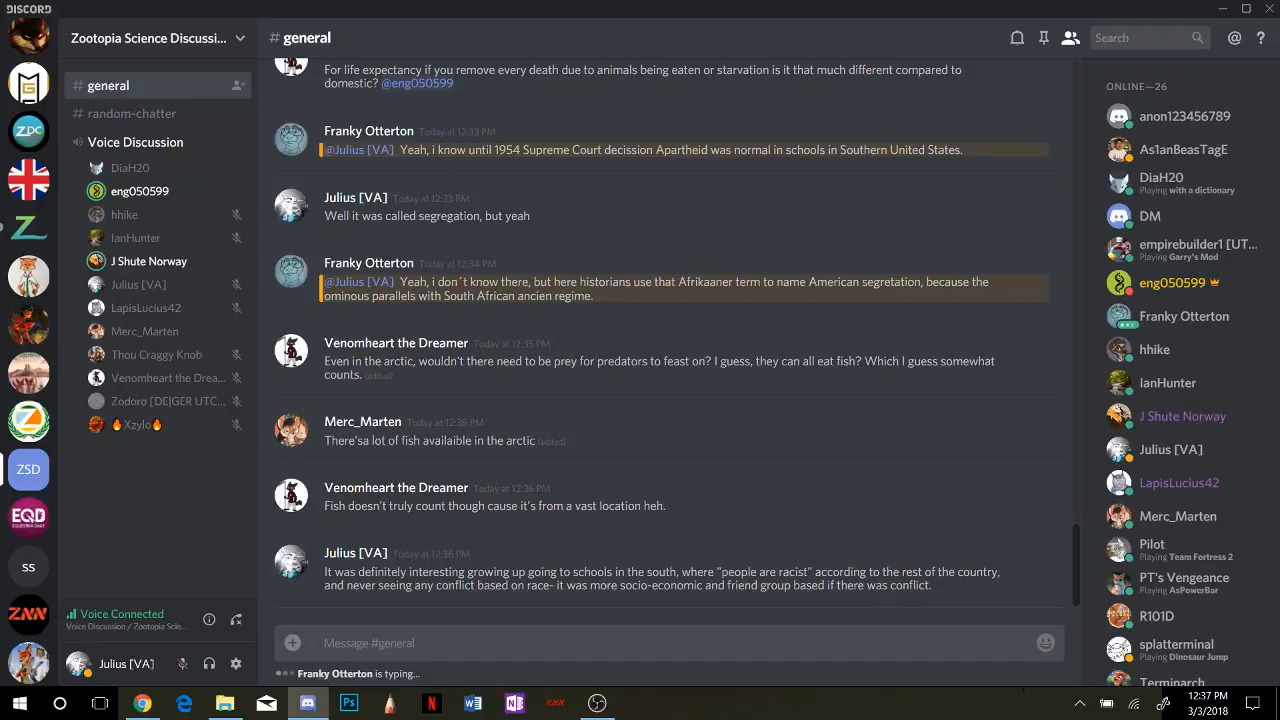 DISCORD
Zootopia Science Discussi...
# general
Search
@
?
# general
# random-chatter
Voice Discussion
DiaH20
eng050599
hhike
IanHunter
J Shute Norway
Julius [VA]
LapisLucius42
Merc_Marten
Thou Craggy Knob
Venomheart the Drea...
Zodoro [DE|GER UTC...
🔥Xzylo🔥
ZDC
ZSD
EQD
EQUESTRIA DAILY
ss
ZNN
Voice Connected
Voice Discussion / Zootopia Scie...
Julius [VA]
For life expectancy if you remove every death due to animals being eaten or starvation is it that much different compared to
domestic? @eng050599
Franky Otterton Today at 12:33 PM
@Julius [VA] Yeah, i know until 1954 Supreme Court decission Apartheid was normal in schools in Southern United States.
Julius [VA] Today at 12:33 PM
Well it was called segregation, but yeah
Franky Otterton Today at 12:34 PM
@Julius [VA] Yeah, i don´t know there, but here historians use that Afrikaaner term to name American segretation, because the
ominous parallels with South African ancien regime.
Venomheart the Dreamer Today at 12:35 PM
Even in the arctic, wouldn't there need to be prey for predators to feast on? I guess, they can all eat fish? Which I guess somewhat
counts. (edited)
Merc_Marten Today at 12:36 PM
There'sa lot of fish availaible in the arctic (edited)
Venomheart the Dreamer Today at 12:36 PM
Fish doesn't truly count though cause it's from a vast location heh.
Julius [VA] Today at 12:36 PM
It was definitely interesting growing up going to schools in the south, where "people are racist" according to the rest of the country,
and never seeing any conflict based on race- it was more socio-economic and friend group based if there was conflict.
Message #general
Franky Otterton is typing...
ONLINE—26
anon123456789
As1anBeasTagE
DiaH20
Playing with a dictionary
DM
empirebuilder1 [UT...
Playing Garry's Mod
eng050599
Franky Otterton
hhike
IanHunter
J Shute Norway
Julius [VA]
LapisLucius42
Merc_Marten
Pilot
Playing Team Fortress 2
PT's Vengeance
Playing AsPowerBar
R101D
splatterminal
Playing Dinosaur Jump
Terminarch
Ps
N
W
N
ZNN
12:37 PM
3/3/2018